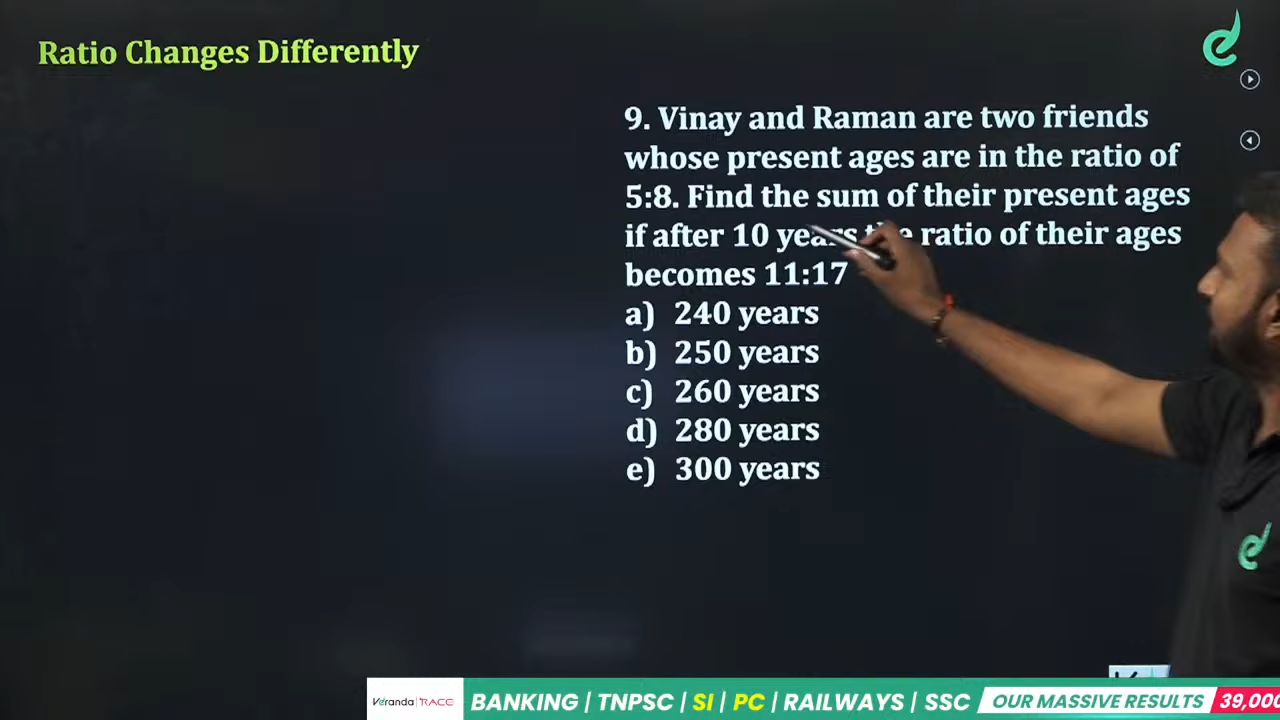 Ratio Changes Differently
9. Vinay and Raman are two friends
whose present ages are in the ratio of
5:8. Find the sum of their present ages
if after 10 years the ratio of their ages
becomes 11:17
a) 240 years
b) 250 years
c) 260 years
d) 280 years
e) 300 years
Veranda | RACE
BANKING | TNPSC | SI | PC | RAILWAYS | SSC
OUR MASSIVE RESULTS
39,000